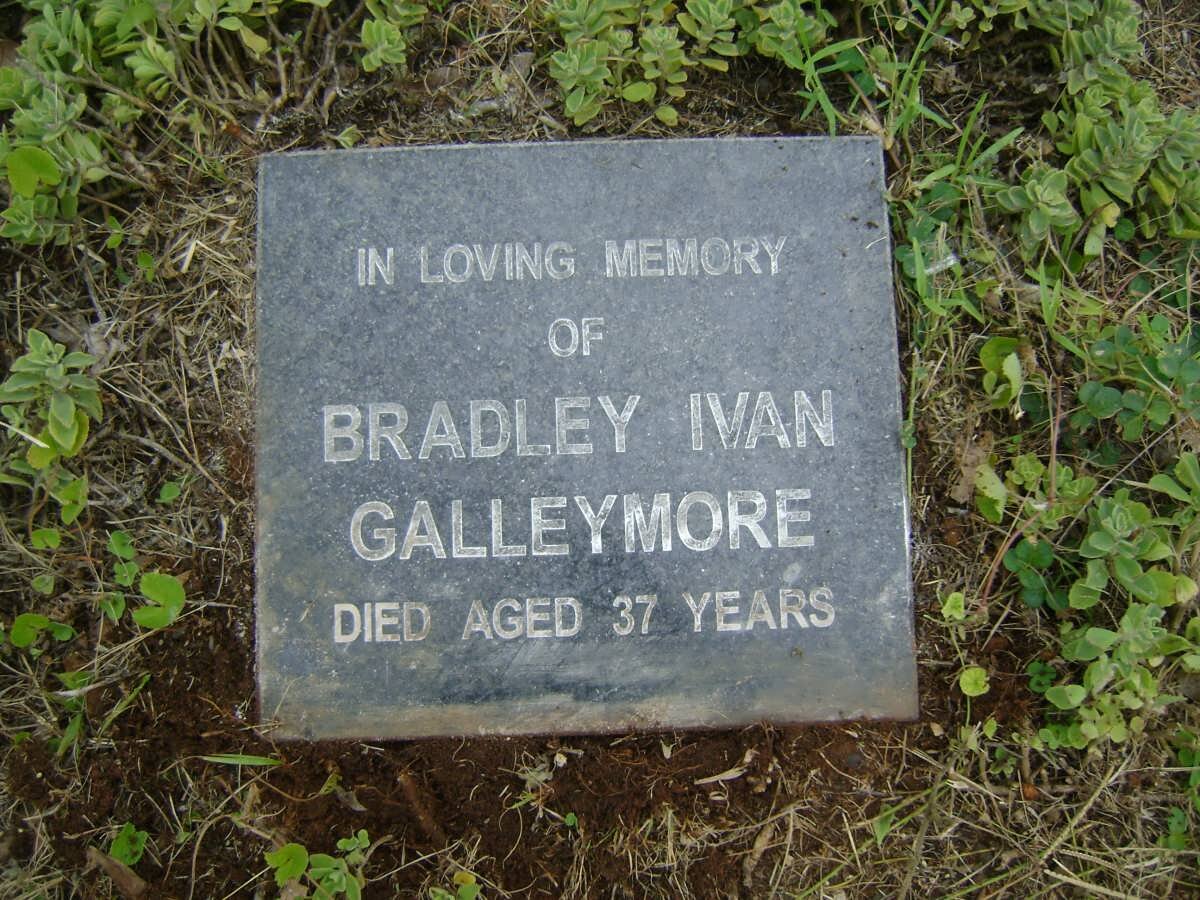 IN LOVING MEMORY
OF
BRADLEY IVAN
GALLEYMORE
DIED AGED 37 YEARS